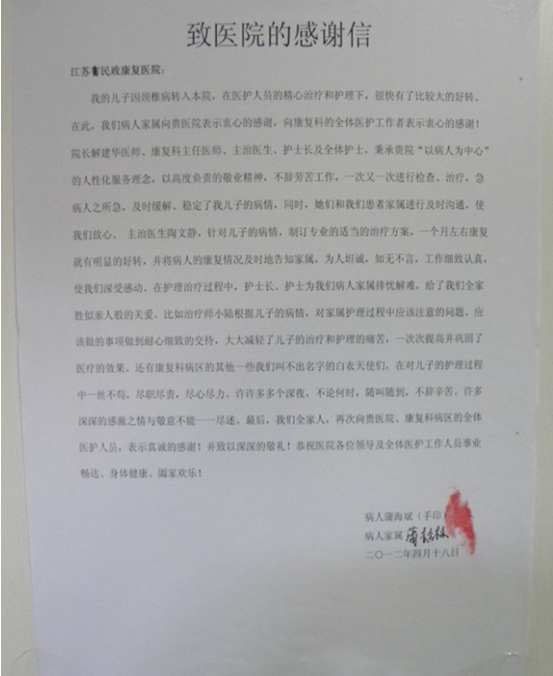 致医院的感谢信
江苏省民政康复医院：
我的儿子因颈椎病转入本院，在医护人员的精心治疗和护理下，很快有了比较大的好转。
在此，我们病人家属向贵医院表示衷心的感谢，向康复科的全体医护工作者表示衷心的感谢！
院长解建华医师、康复科主任医师、主治医生、护士长及全体护士，秉承贵院“以病人为中心”
的人性化服务理念，以高度负责的敬业精神，不辞劳苦工作，一次又一次进行检查、治疗，急
病人之所急，及时缓解、稳定了我儿子的病情，同时，她们和我们患者家属进行及时沟通，使
我们放心。 主治医生陶文静，针对儿子的病情，制订专业的适当的治疗方案，一个月左右康复
就有明显的好转，并将病人的康复情况及时地告知家属，为人坦诚，知无不言，工作细致认真，
使我们深受感动。在护理治疗过程中，护士长、护士为我们病人家属排忧解难，给了我们全家
胜似亲人般的关爱。比如治疗师小陆根据儿子的病情，对家属护理过程中应该注意的问题、应
该做的事项做到耐心细致的交待，大大减轻了儿子的治疗和护理的痛苦，一次次提高并巩固了
医疗的效果。还有康复科病区的其他一些我们叫不出名字的白衣天使们，在对儿子的护理过程
中一丝不苟，尽职尽责，尽心尽力。许许多多个深夜，不论何时，随叫随到，不辞辛苦。许多
深深的感激之情与敬意不能一一尽述。最后，我们全家人，再次向贵医院、康复科病区的全体
医护人员，表示真诚的感谢！并致以深深的敬礼！恭祝医院各位领导及全体医护工作人员事业
畅达、身体健康、阖家欢乐！
病人蒲海斌（手印）
病人家属
二〇一二年四月十八日